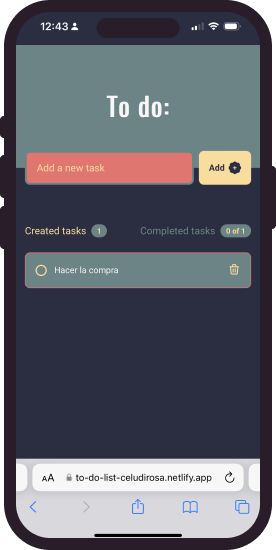 12:43
To do:
Add a new task
Add
Created tasks 1
Completed tasks 0 of 1
Hacer la compra
AA to-do-list-celudirosa.netlify.app